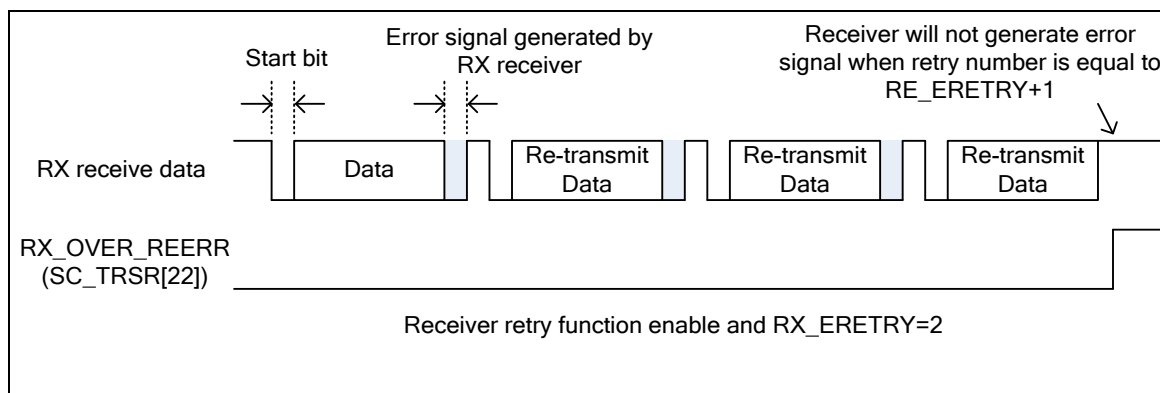 Start bit
Error signal generated by
RX receiver
Receiver will not generate error
signal when retry number is equal to
RE_ERETRY+1
RX receive data
Data
Re-transmit
Data
Re-transmit
Data
Re-transmit
Data
RX_OVER_REERR
(SC_TRSR[22])
Receiver retry function enable and RX_ERETRY=2